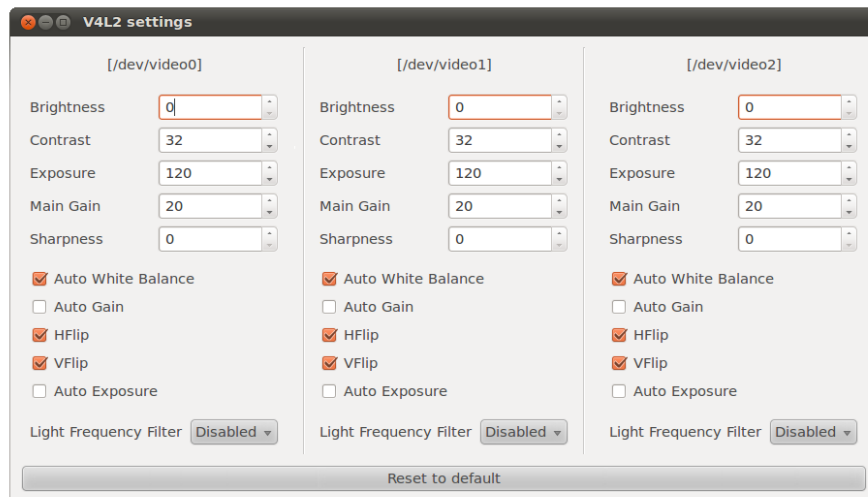 V4L2 settings
[/dev/video0]
Brightness 0
Contrast 32
Exposure 120
Main Gain 20
Sharpness 0
Auto White Balance
Auto Gain
HFlip
VFlip
Auto Exposure
Light Frequency Filter Disabled
[/dev/video1]
Brightness 0
Contrast 32
Exposure 120
Main Gain 20
Sharpness 0
Auto White Balance
Auto Gain
HFlip
VFlip
Auto Exposure
Light Frequency Filter Disabled
[/dev/video2]
Brightness 0
Contrast 32
Exposure 120
Main Gain 20
Sharpness 0
Auto White Balance
Auto Gain
HFlip
VFlip
Auto Exposure
Light Frequency Filter Disabled
Reset to default